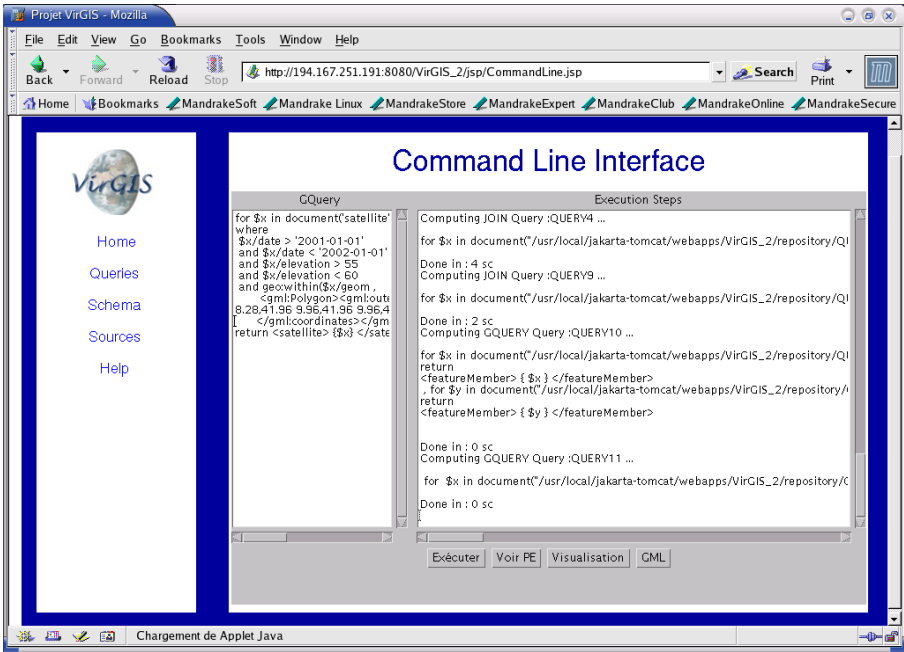 Projet VirGIS - Mozilla
File Edit View Go Bookmarks Tools Window Help
Back Forward Reload Stop http://194.167.251.191:8080/VirGIS_2/jsp/CommandLine.jsp Search Print
Home Bookmarks MandrakeSoft Mandrake Linux MandrakeStore MandrakeExpert MandrakeClub MandrakeOnline MandrakeSecure
VirGIS
Home
Queries
Schema
Sources
Help
Command Line Interface
GQuery
for $x in document('satellite'
where
$x/date > '2001-01-01'
and $x/date < '2002-01-01'
and $x/elevation > 55
and $x/elevation < 60
and geo:within($x/geom ,
<gml:Polygon><gml:oute
8.28,41.96 9.96,41.96 9.96,4
</gml:coordinates></gm
return <satellite> {$x} </sate
Execution Steps
Computing JOIN Query :QUERY4 ...
for $x in document("/usr/local/jakarta-tomcat/webapps/VirGIS_2/repository/QI
Done in : 4 sc
Computing JOIN Query :QUERY9 ...
for $x in document("/usr/local/jakarta-tomcat/webapps/VirGIS_2/repository/QI
Done in : 2 sc
Computing GQUERY Query :QUERY10 ...
for $x in document("/usr/local/jakarta-tomcat/webapps/VirGIS_2/repository/QI
return
<featureMember> { $x } </featureMember>
, for $y in document("/usr/local/jakarta-tomcat/webapps/VirGIS_2/repository/
return
<featureMember> { $y } </featureMember>
Done in : 0 sc
Computing GQUERY Query :QUERY11 ...
for $x in document("/usr/local/jakarta-tomcat/webapps/VirGIS_2/repository/
Done in : 0 sc
Exécuter Voir PE Visualisation GML
Chargement de Applet Java